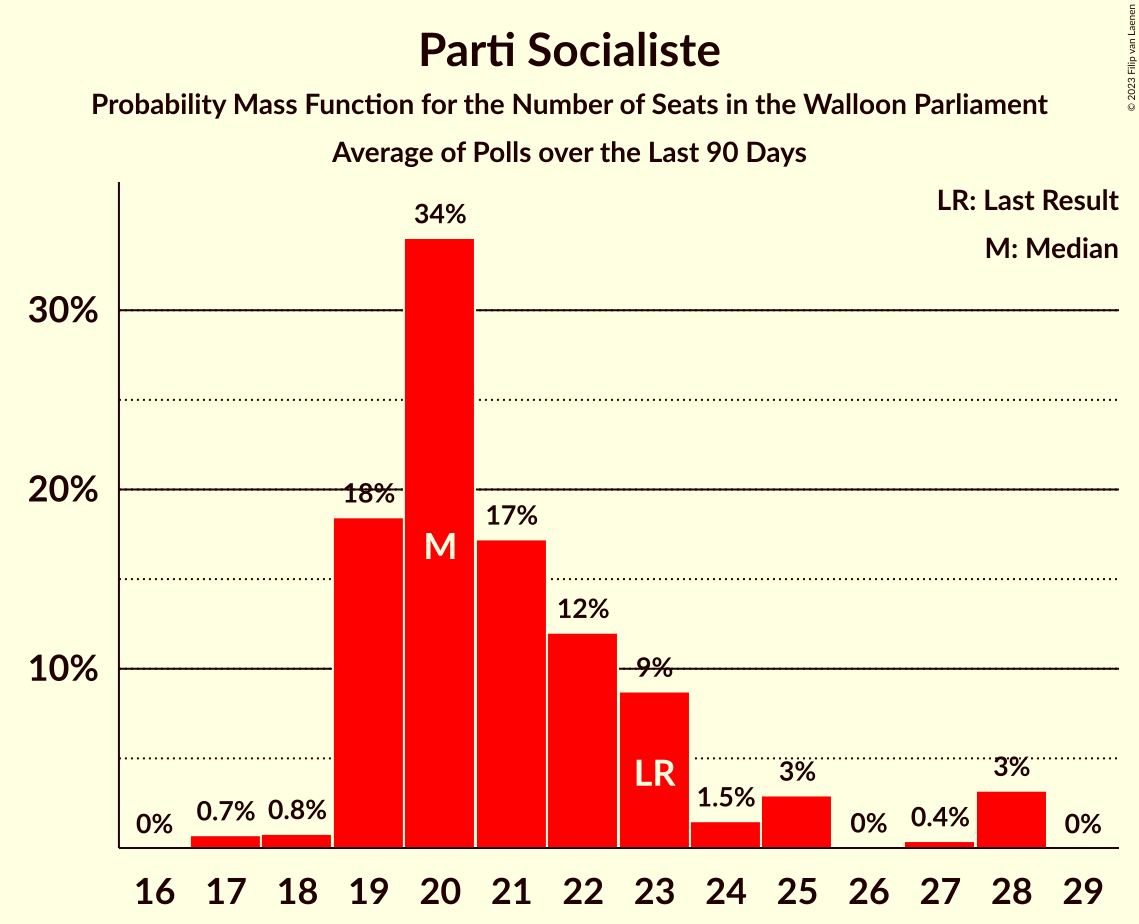 Parti Socialiste
Probability Mass Function for the Number of Seats in the Walloon Parliament
Average of Polls over the Last 90 Days
© 2023 Filip van Laenen
LR: Last Result
M: Median
34%
30%
20%
18%
17%
M
12%
10%
9%
LR
3%
3%
1.5%
0.7%
0.8%
0.4%
0%
0%
0%
16 17 18 19 20 21 22 23 24 25 26 27 28 29